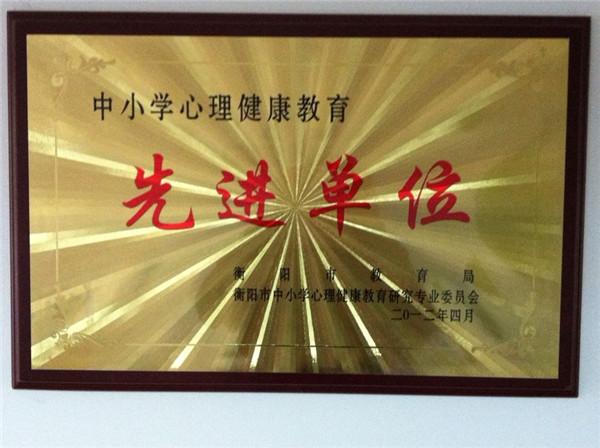 中小学心理健康教育
先进单位
衡阳市教育局
衡阳市中小学心理健康教育研究专业委员会
二0一二年四月